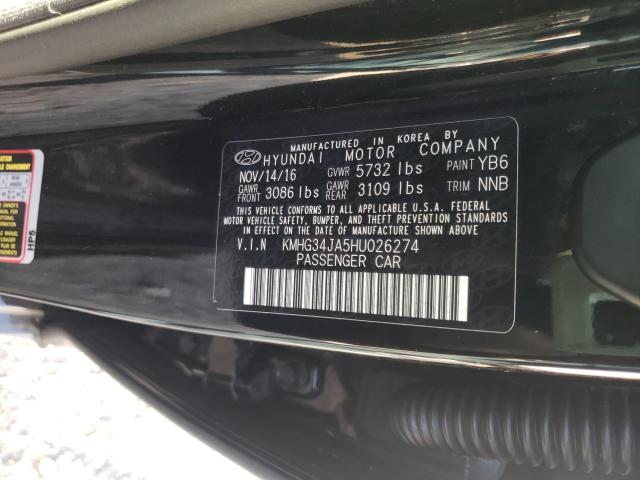 MANUFACTURED IN KOREA BY
HYUNDAI MOTOR COMPANY
NOV/14/16 GVWR 5732 lbs PAINT YB6
GAWR FRONT 3086 lbs GAWR REAR 3109 lbs TRIM NNB
THIS VEHICLE CONFORMS TO ALL APPLICABLE U.S.A. FEDERAL
MOTOR VEHICLE SAFETY, BUMPER, AND THEFT PREVENTION STANDARDS
IN EFFECT ON THE DATE OF MANUFACTURE SHOWN ABOVE
V.I.N KMHG34JA5HU026274
PASSENGER CAR
HP5